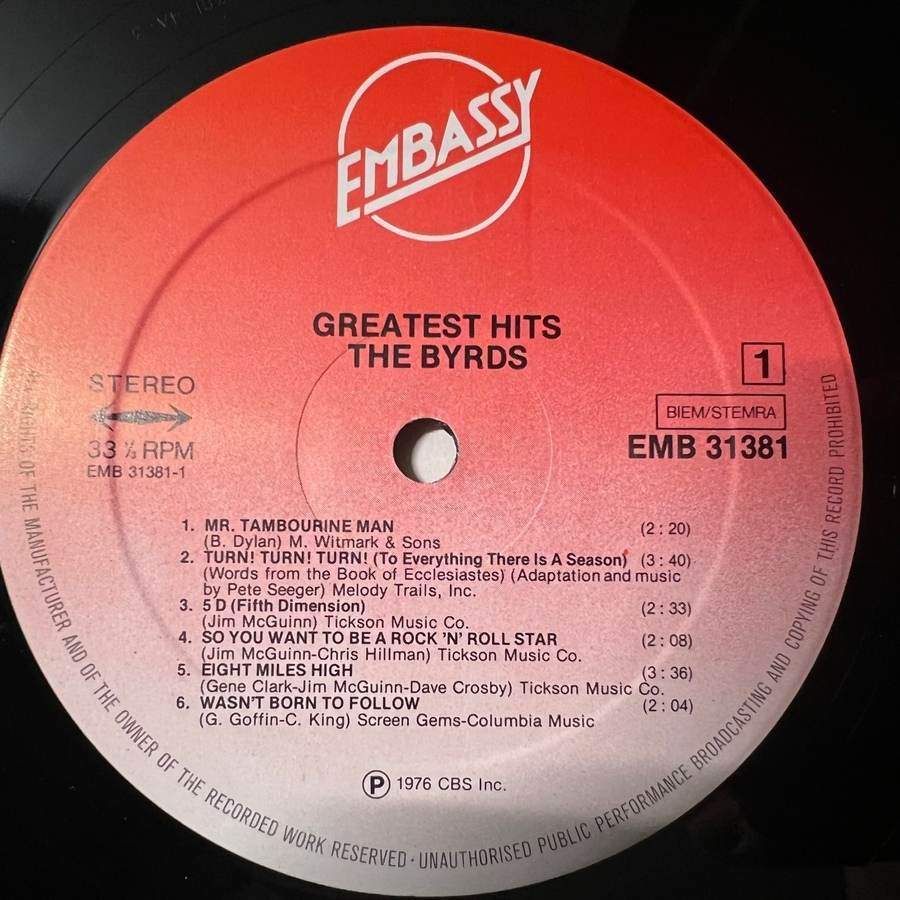 EMBASSY
GREATEST HITS
THE BYRDS
STEREO
33 ⅓ RPM
EMB 31381-1
1
BIEM/STEMRA
EMB 31381
1. MR. TAMBOURINE MAN (2:20)
(B. Dylan) M. Witmark & Sons
2. TURN! TURN! TURN! (To Everything There Is A Season) (3:40)
(Words from the Book of Ecclesiastes) (Adaptation and music
by Pete Seeger) Melody Trails, Inc.
3. 5 D (Fifth Dimension) (2:33)
(Jim McGuinn) Tickson Music Co.
4. SO YOU WANT TO BE A ROCK 'N' ROLL STAR (2:08)
(Jim McGuinn-Chris Hillman) Tickson Music Co.
5. EIGHT MILES HIGH (3:36)
(Gene Clark-Jim McGuinn-Dave Crosby) Tickson Music Co.
6. WASN'T BORN TO FOLLOW (2:04)
(G. Goffin-C. King) Screen Gems-Columbia Music
Ⓟ 1976 CBS Inc.
ALL RIGHTS OF THE MANUFACTURER AND OF THE OWNER OF THE RECORDED WORK RESERVED · UNAUTHORISED PUBLIC PERFORMANCE BROADCASTING AND COPYING OF THIS RECORD PROHIBITED